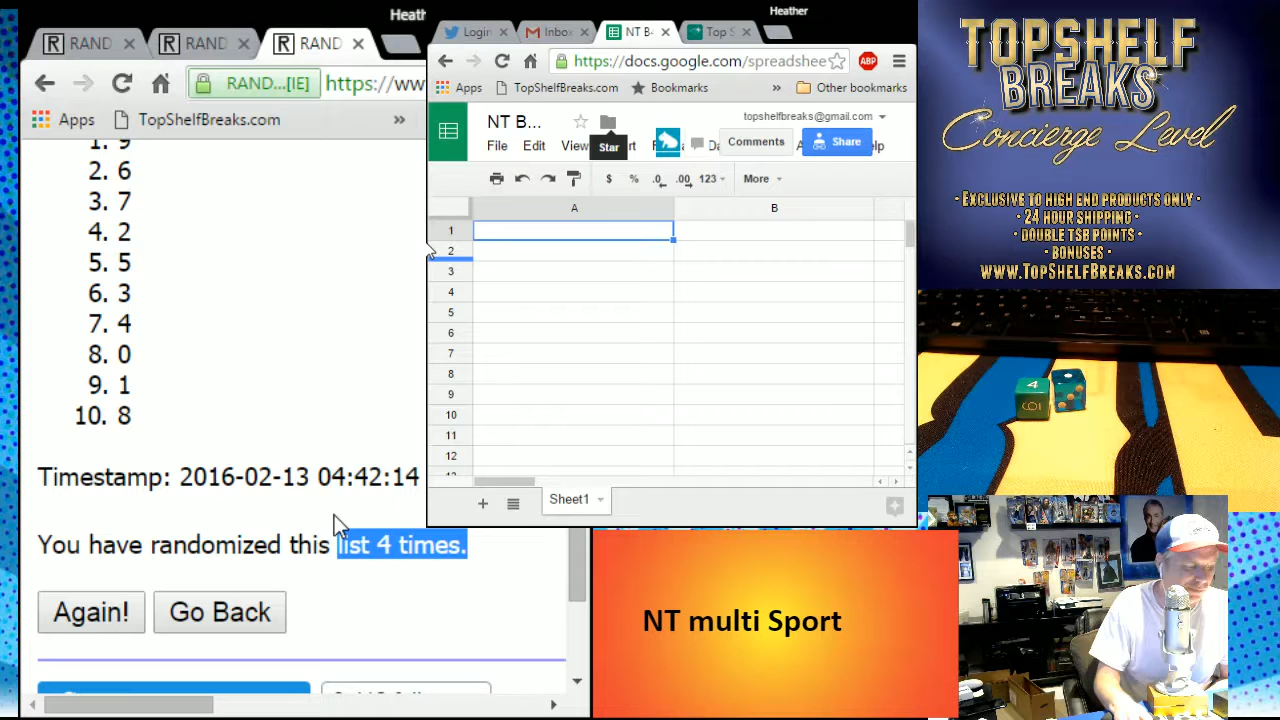 Heath
RAND
RAND
RAND
RAND...[IE]
https://www
Apps
TopShelfBreaks.com
»
1. 9
2. 6
3. 7
4. 2
5. 5
6. 3
7. 4
8. 0
9. 1
10. 8
Timestamp: 2016-02-13 04:42:14
You have randomized this list 4 times.
Again!
Go Back
Heather
Login
Inbo
NT B-
Top S
https://docs.google.com/spreadshee
ABP
Apps
TopShelfBreaks.com
Bookmarks
»
Other bookmarks
NT B...
topshelfbreaks@gmail.com
File Edit View
Star
Comments
Share
$ % .0 .00 123
More
A B
1
2
3
4
5
6
7
8
9
10
11
12
Sheet1
NT multi Sport
TOPSHELF
BREAKS
Concierge Level
· EXCLUSIVE TO HIGH END PRODUCTS ONLY ·
· 24 HOUR SHIPPING ·
· DOUBLE TSB POINTS ·
· BONUSES ·
WWW.TOPSHELFBREAKS.COM
4